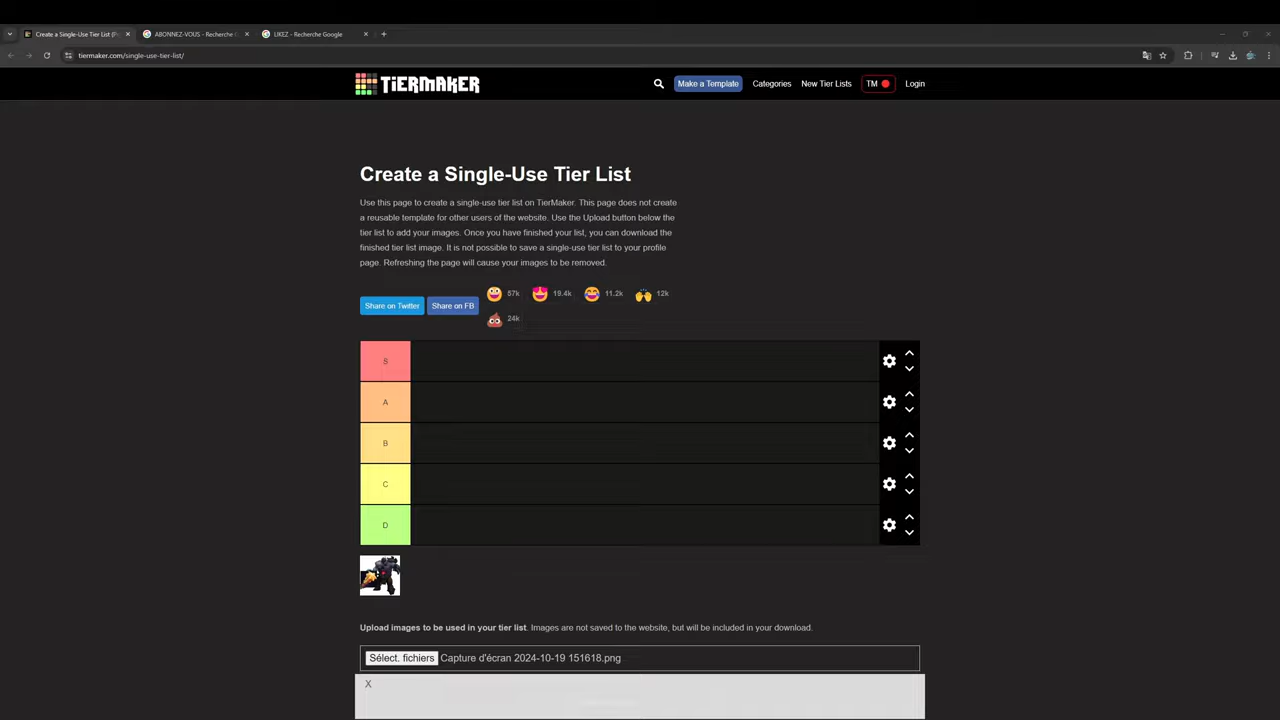 Create a Single-Use Tier List (P
ABONNEZ-VOUS - Recherche G
LIKEZ - Recherche Google
tiermaker.com/single-use-tier-list/
TiERMAKER
Make a Template
Categories
New Tier Lists
TM
Login
Create a Single-Use Tier List
Use this page to create a single-use tier list on TierMaker. This page does not create
a reusable template for other users of the website. Use the Upload button below the
tier list to add your images. Once you have finished your list, you can download the
finished tier list image. It is not possible to save a single-use tier list to your profile
page. Refreshing the page will cause your images to be removed.
Share on Twitter
Share on FB
57k
19.4k
11.2k
12k
24k
S
A
B
C
D
Upload images to be used in your tier list. Images are not saved to the website, but will be included in your download.
Sélect. fichiers Capture d'écran 2024-10-19 151618.png
X